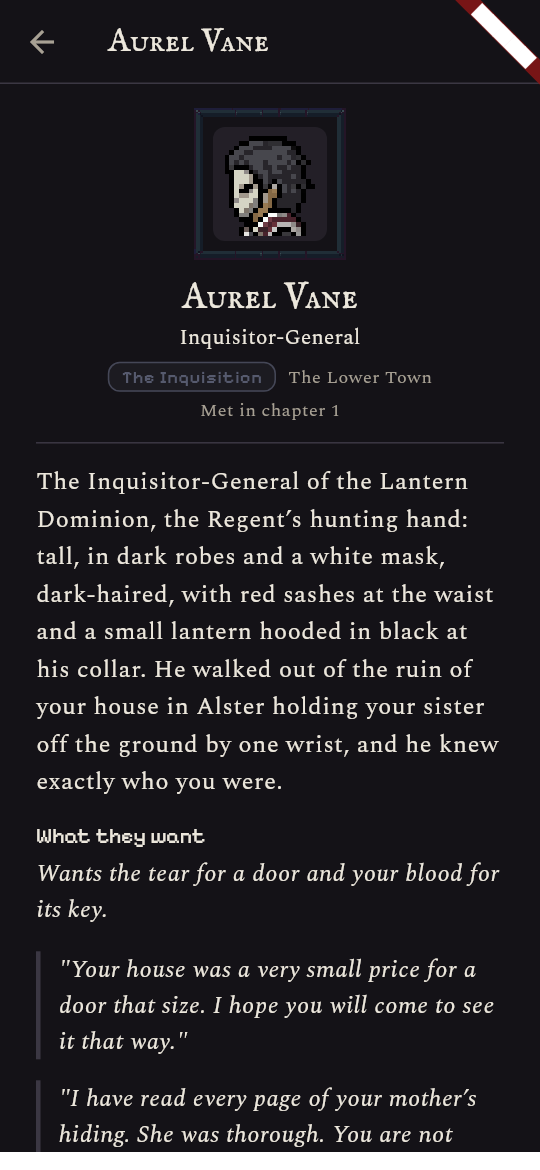 Aurel Vane
Aurel Vane
Inquisitor-General
The Inquisition The Lower Town
Met in chapter 1
The Inquisitor-General of the Lantern
Dominion, the Regent’s hunting hand:
tall, in dark robes and a white mask,
dark-haired, with red sashes at the waist
and a small lantern hooded in black at
his collar. He walked out of the ruin of
your house in Alster holding your sister
off the ground by one wrist, and he knew
exactly who you were.
What they want
Wants the tear for a door and your blood for
its key.
"Your house was a very small price for a
door that size. I hope you will come to see
it that way."
"I have read every page of your mother’s
hiding. She was thorough. You are not